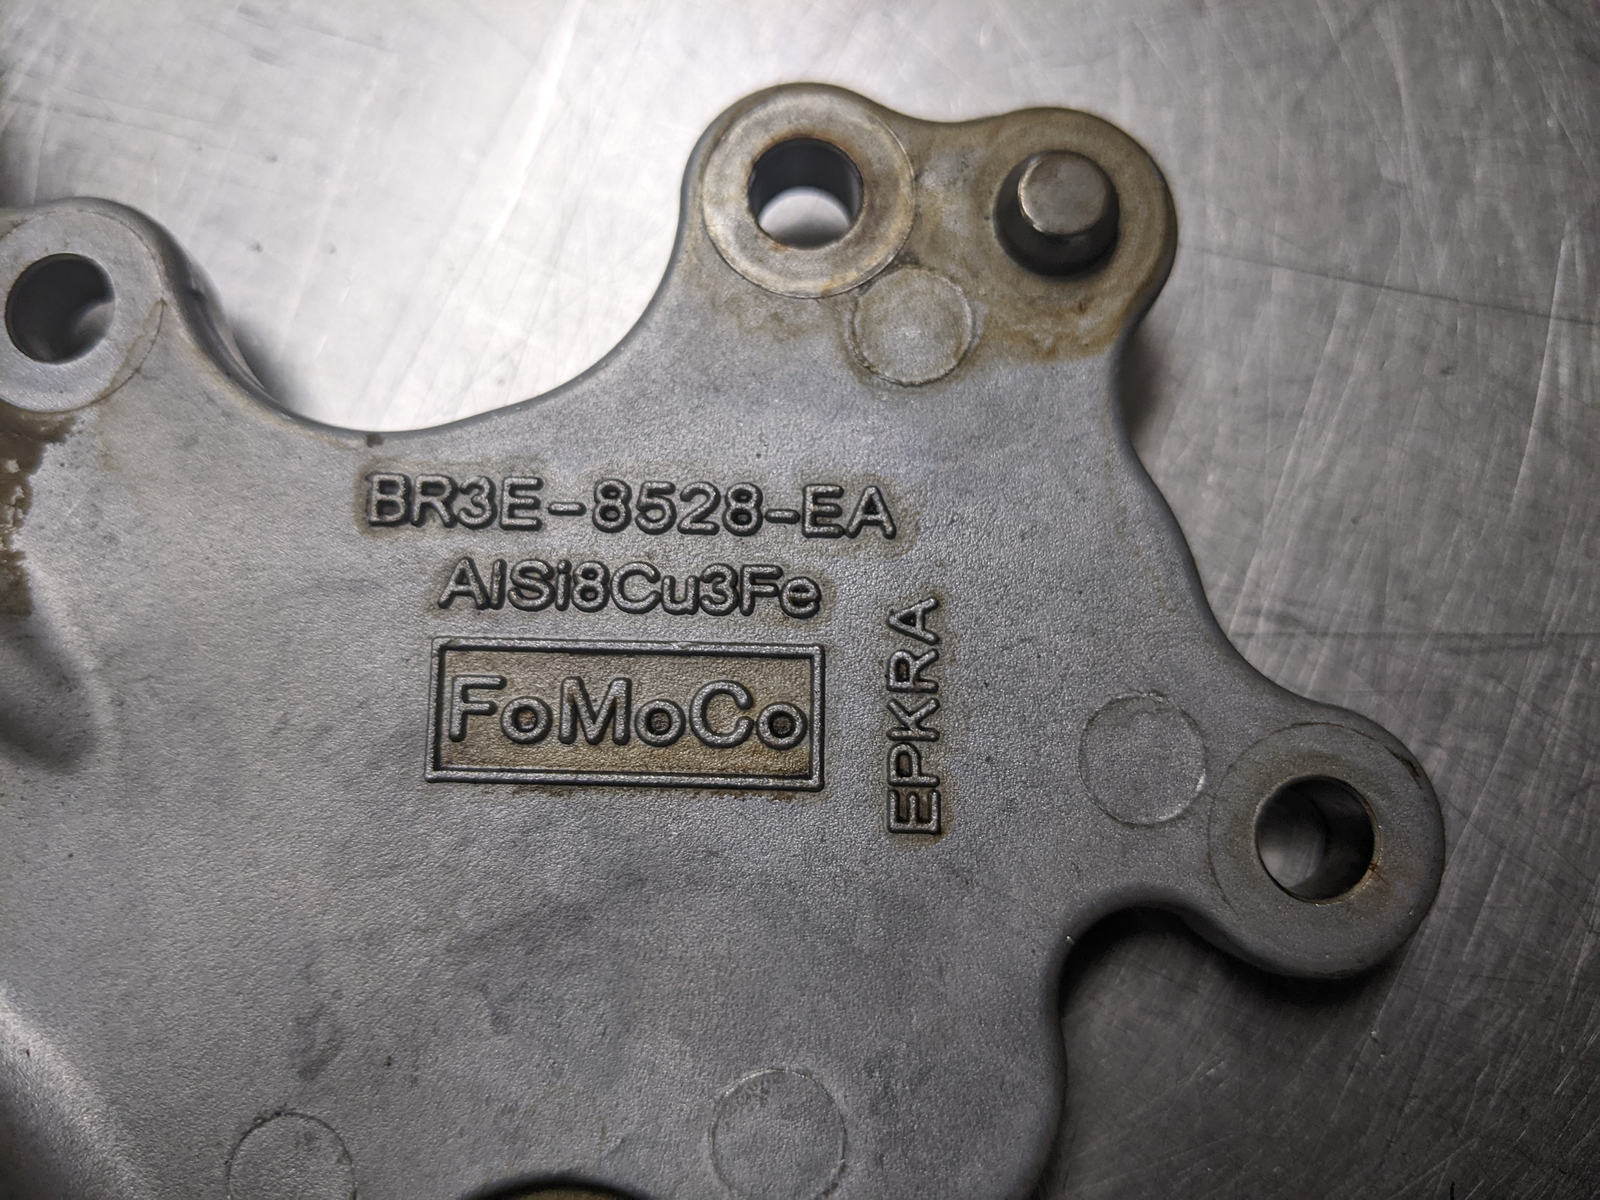 BR3E-8528-EA
AlSi8Cu3Fe
FoMoCo
EPKRA